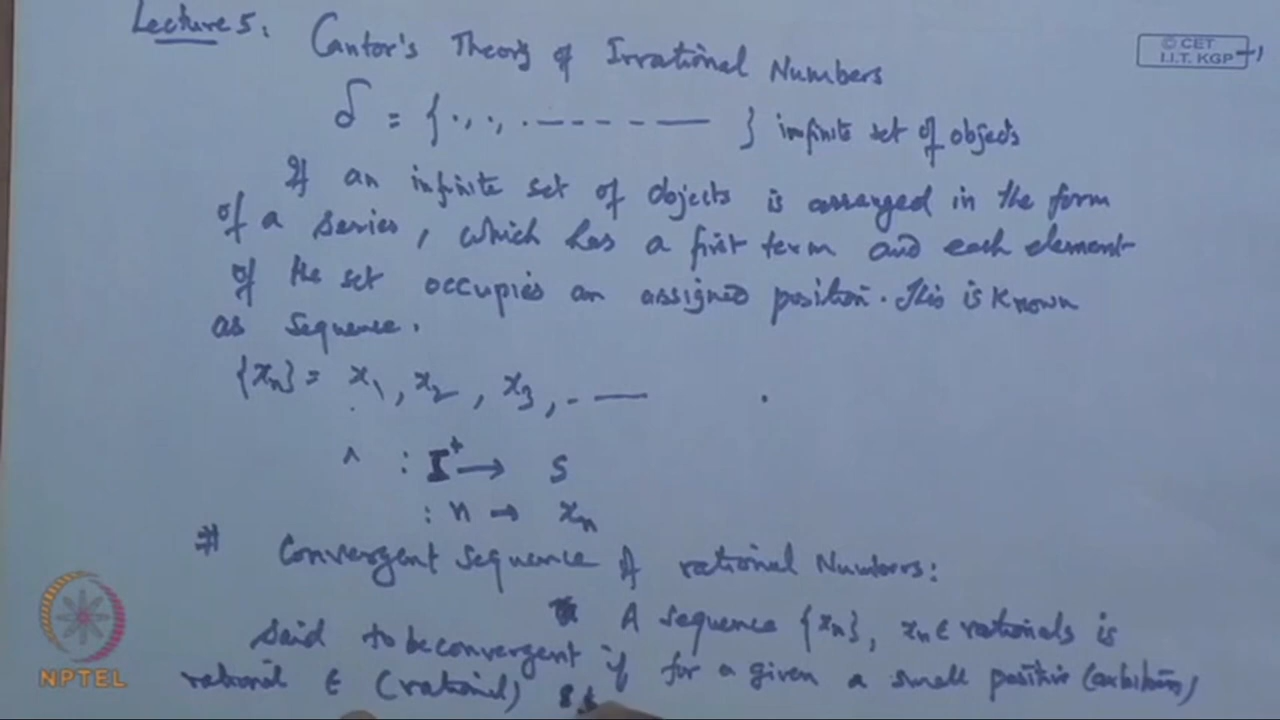 Lecture 5: Cantor's Theory of Irrational Numbers
© CET
I.I.T. KGP
S = {., ., . - - - - - } infinite set of objects
If an infinite set of objects is arranged in the form
of a series, which has a first term and each element
of the set occupies an assigned position. This is known
as sequence.
{xn} = x1, x2, x3, . —
: I+ → S
: n → xn
# Convergent sequence of rational Numbers:
A sequence {xn}, xn ∈ rationals is
said to be convergent if for a given a small positive (arbitrary)
rational ∈ (rational)
NPTEL